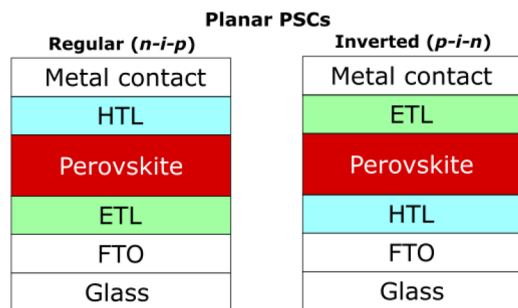 Planar PSCs
Regular (n-i-p)
Metal contact
HTL
Perovskite
ETL
FTO
Glass
Inverted (p-i-n)
Metal contact
ETL
Perovskite
HTL
FTO
Glass